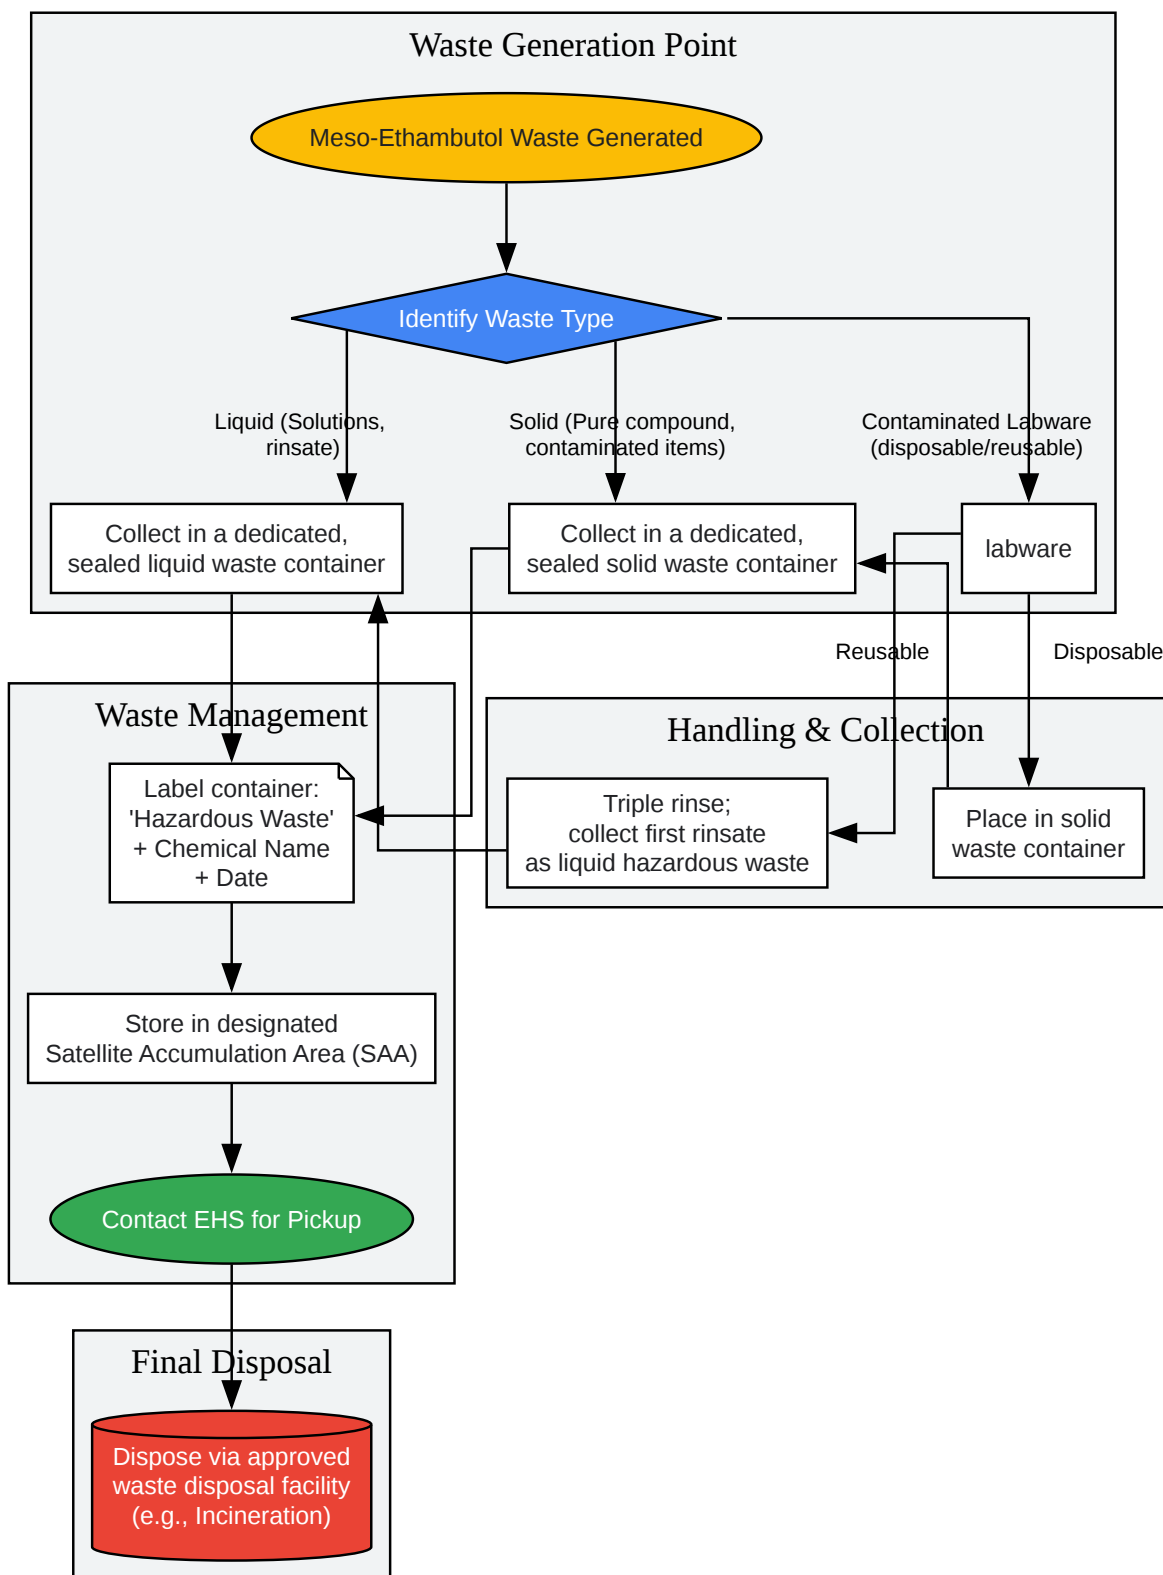 Waste Generation Point
Meso-Ethambutol Waste Generated
Identify Waste Type
Liquid (Solutions,
rinsate)
Solid (Pure compound,
contaminated items)
Contaminated Labware
(disposable/reusable)
Collect in a dedicated,
sealed liquid waste container
Collect in a dedicated,
sealed solid waste container
labware
Reusable
Disposable
Waste Management
Handling & Collection
Label container:
'Hazardous Waste'
+ Chemical Name
+ Date
Triple rinse;
collect first rinsate
as liquid hazardous waste
Place in solid
waste container
Store in designated
Satellite Accumulation Area (SAA)
Contact EHS for Pickup
Final Disposal
Dispose via approved
waste disposal facility
(e.g., Incineration)